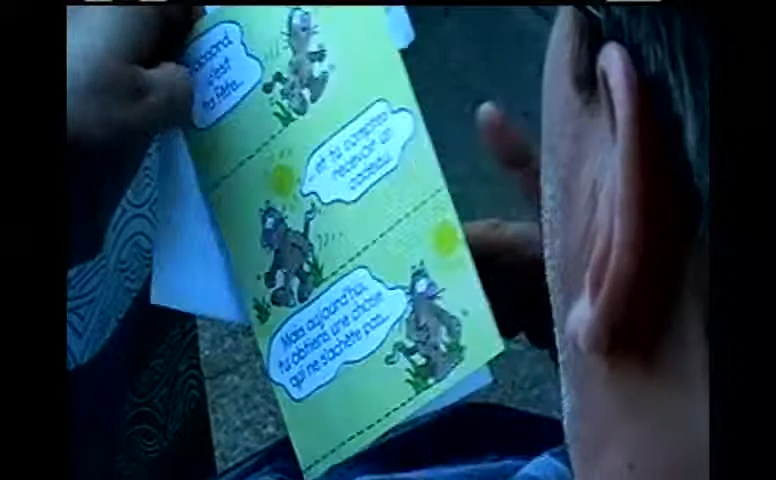 c'est
ta fête...
...et tu comptes
recevoir un
cadeau.
Mais aujourd'hui,
tu obtiens une chose
qui ne s'achète pas...